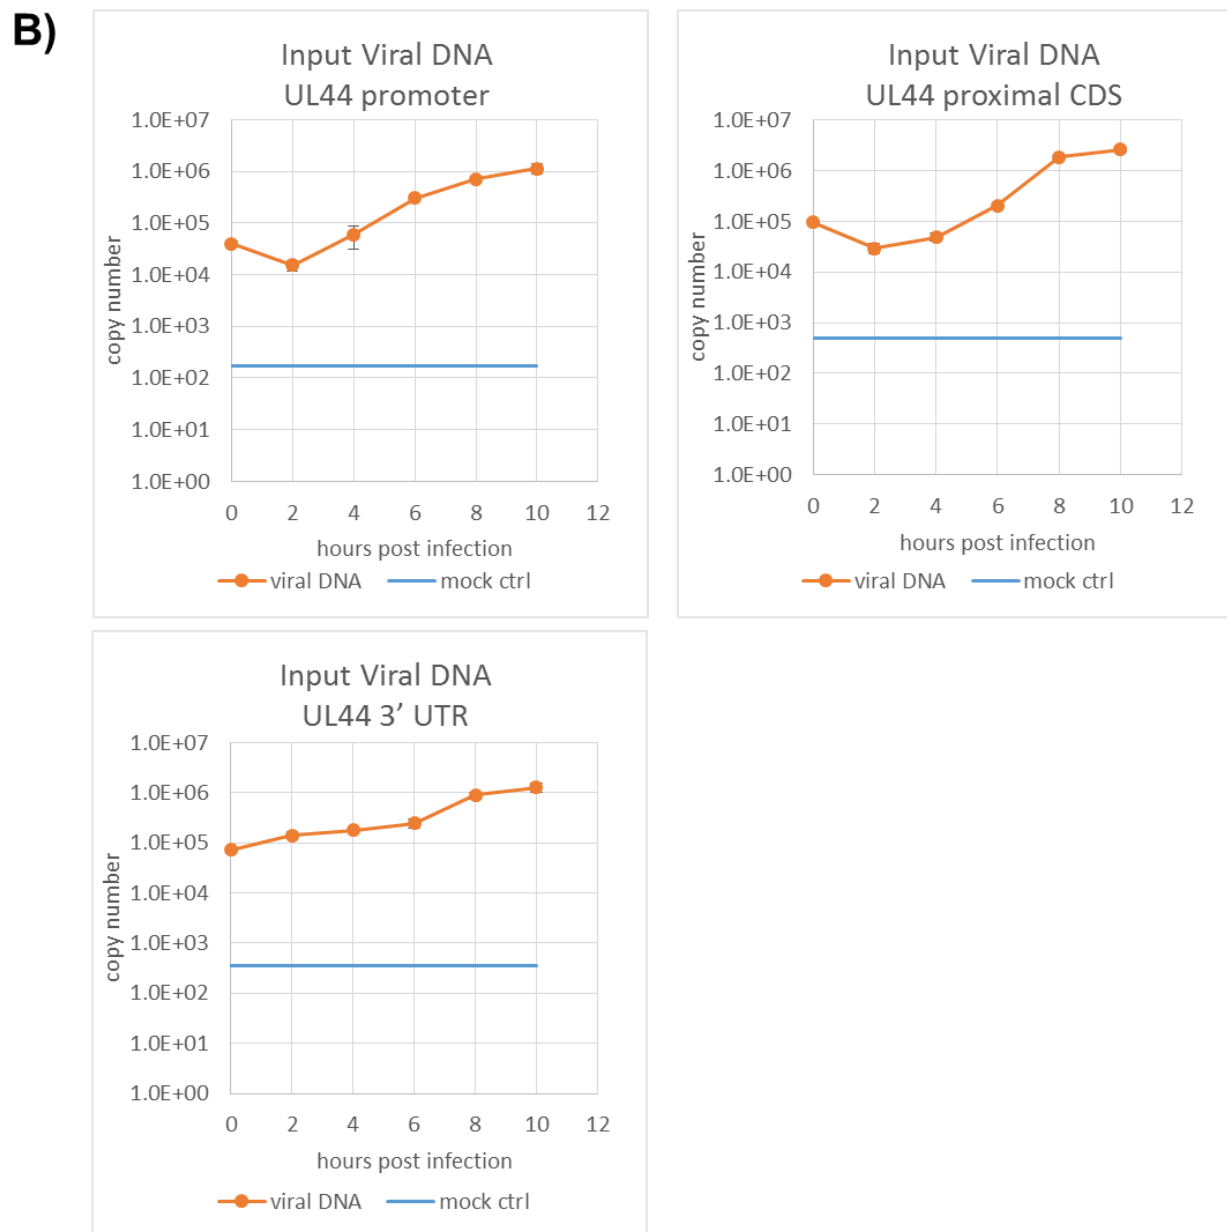 B)
Input Viral DNA
UL44 promoter
1.0E+07
1.0E+06
1.0E+05
1.0E+04
1.0E+03
1.0E+02
1.0E+01
1.0E+00
copy number
0 2 4 6 8 10 12
hours post infection
viral DNA mock ctrl
Input Viral DNA
UL44 proximal CDS
1.0E+07
1.0E+06
1.0E+05
1.0E+04
1.0E+03
1.0E+02
1.0E+01
1.0E+00
copy number
0 2 4 6 8 10 12
hours post infection
viral DNA mock ctrl
Input Viral DNA
UL44 3’ UTR
1.0E+07
1.0E+06
1.0E+05
1.0E+04
1.0E+03
1.0E+02
1.0E+01
1.0E+00
copy number
0 2 4 6 8 10 12
hours post infection
viral DNA mock ctrl